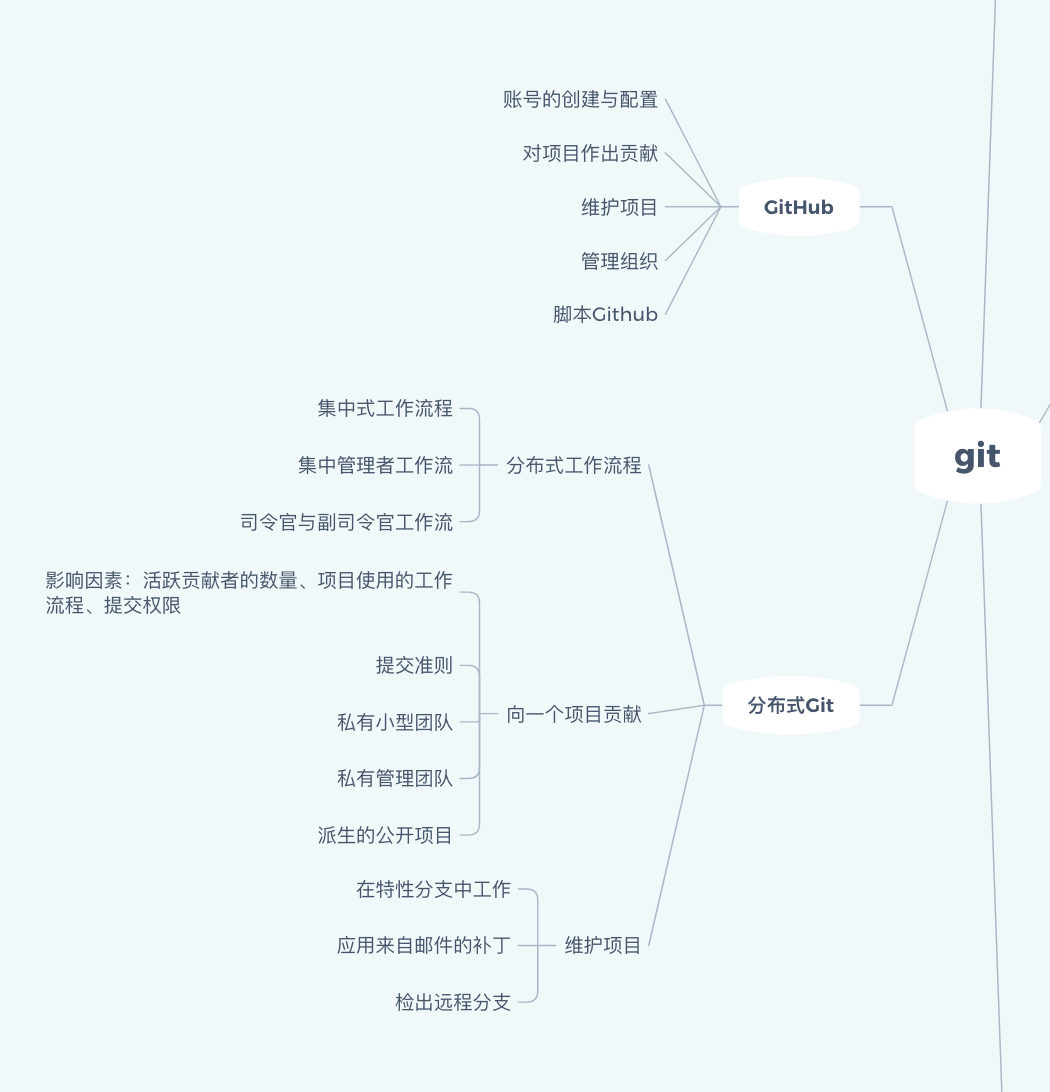 账号的创建与配置
对项目作出贡献
维护项目
GitHub
管理组织
脚本Github
集中式工作流程
git
集中管理者工作流
分布式工作流程
司令官与副司令官工作流
影响因素：活跃贡献者的数量、项目使用的工作
流程、提交权限
提交准则
分布式Git
向一个项目贡献
私有小型团队
私有管理团队
派生的公开项目
在特性分支中工作
应用来自邮件的补丁
维护项目
检出远程分支